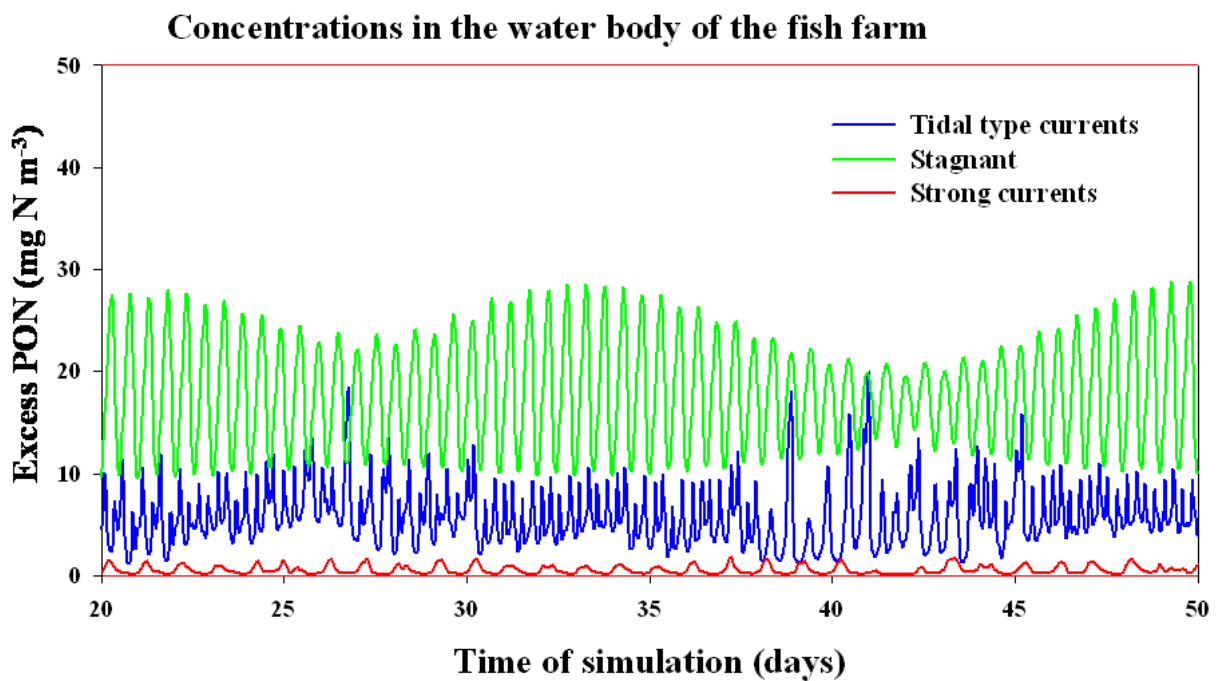 Concentrations in the water body of the fish farm
50
40
30
20
10
0
Excess PON (mg N m-3)
Tidal type currents
Stagnant
Strong currents
20 25 30 35 40 45 50
Time of simulation (days)